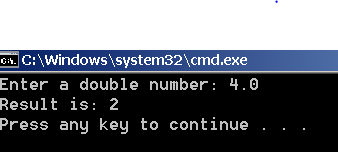 C:\Windows\system32\cmd.exe
Enter a double number: 4.0
Result is: 2
Press any key to continue . . .